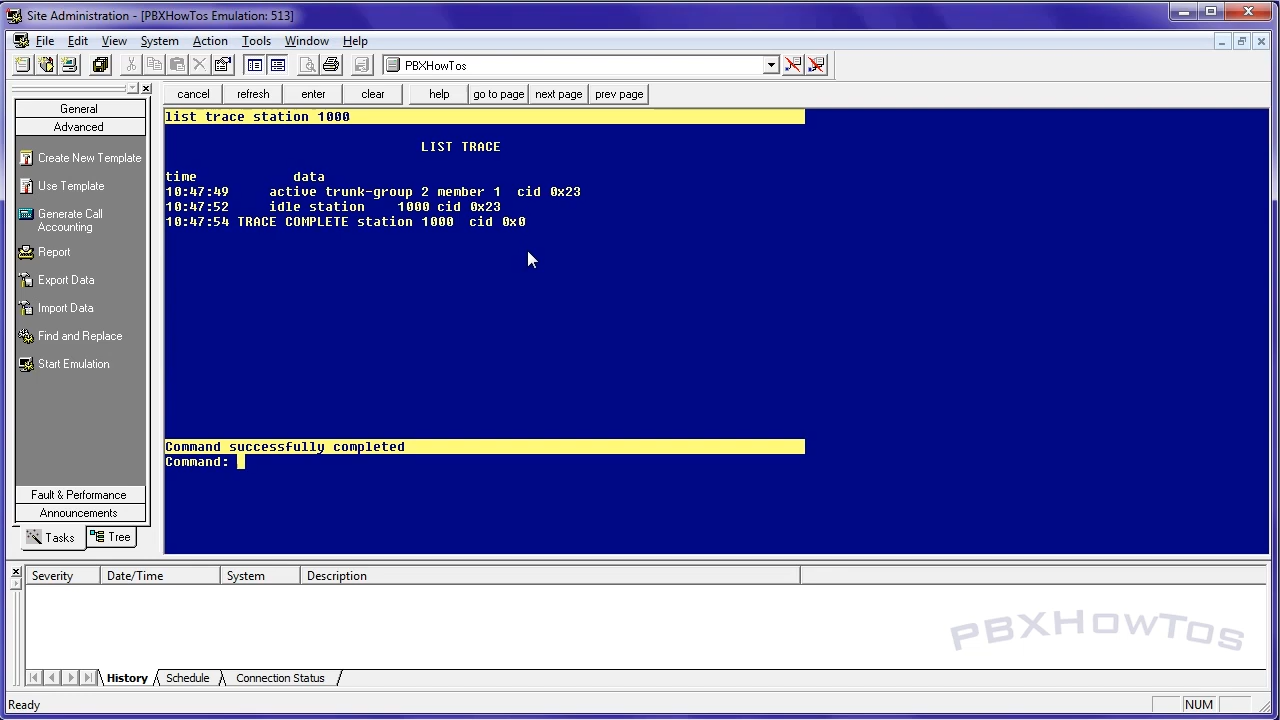 Site Administration - [PBXHowTos Emulation: 513]
File Edit View System Action Tools Window Help
PBXHowTos
cancel refresh enter clear help go to page next page prev page
General
Advanced
Create New Template
Use Template
Generate Call
Accounting
Report
Export Data
Import Data
Find and Replace
Start Emulation
Fault & Performance
Announcements
Tasks Tree
list trace station 1000
LIST TRACE
time data
10:47:49 active trunk-group 2 member 1 cid 0x23
10:47:52 idle station 1000 cid 0x23
10:47:54 TRACE COMPLETE station 1000 cid 0x0
Command successfully completed
Command:
Severity Date/Time System Description
PBXHowTos
History Schedule Connection Status
Ready NUM